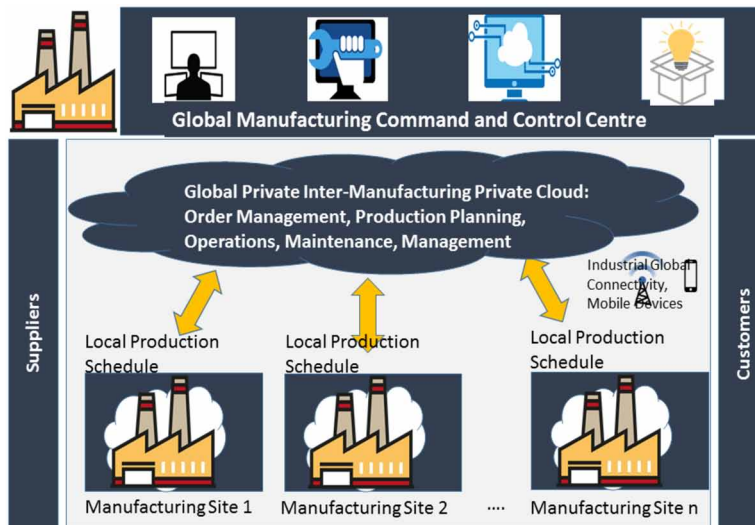 Global Manufacturing Command and Control Centre
Global Private Inter-Manufacturing Private Cloud:
Order Management, Production Planning,
Operations, Maintenance, Management
Industrial Global
Connectivity,
Mobile Devices
Suppliers
Customers
Local Production
Schedule
Local Production
Schedule
Local Production
Schedule
Manufacturing Site 1
Manufacturing Site 2
....
Manufacturing Site n